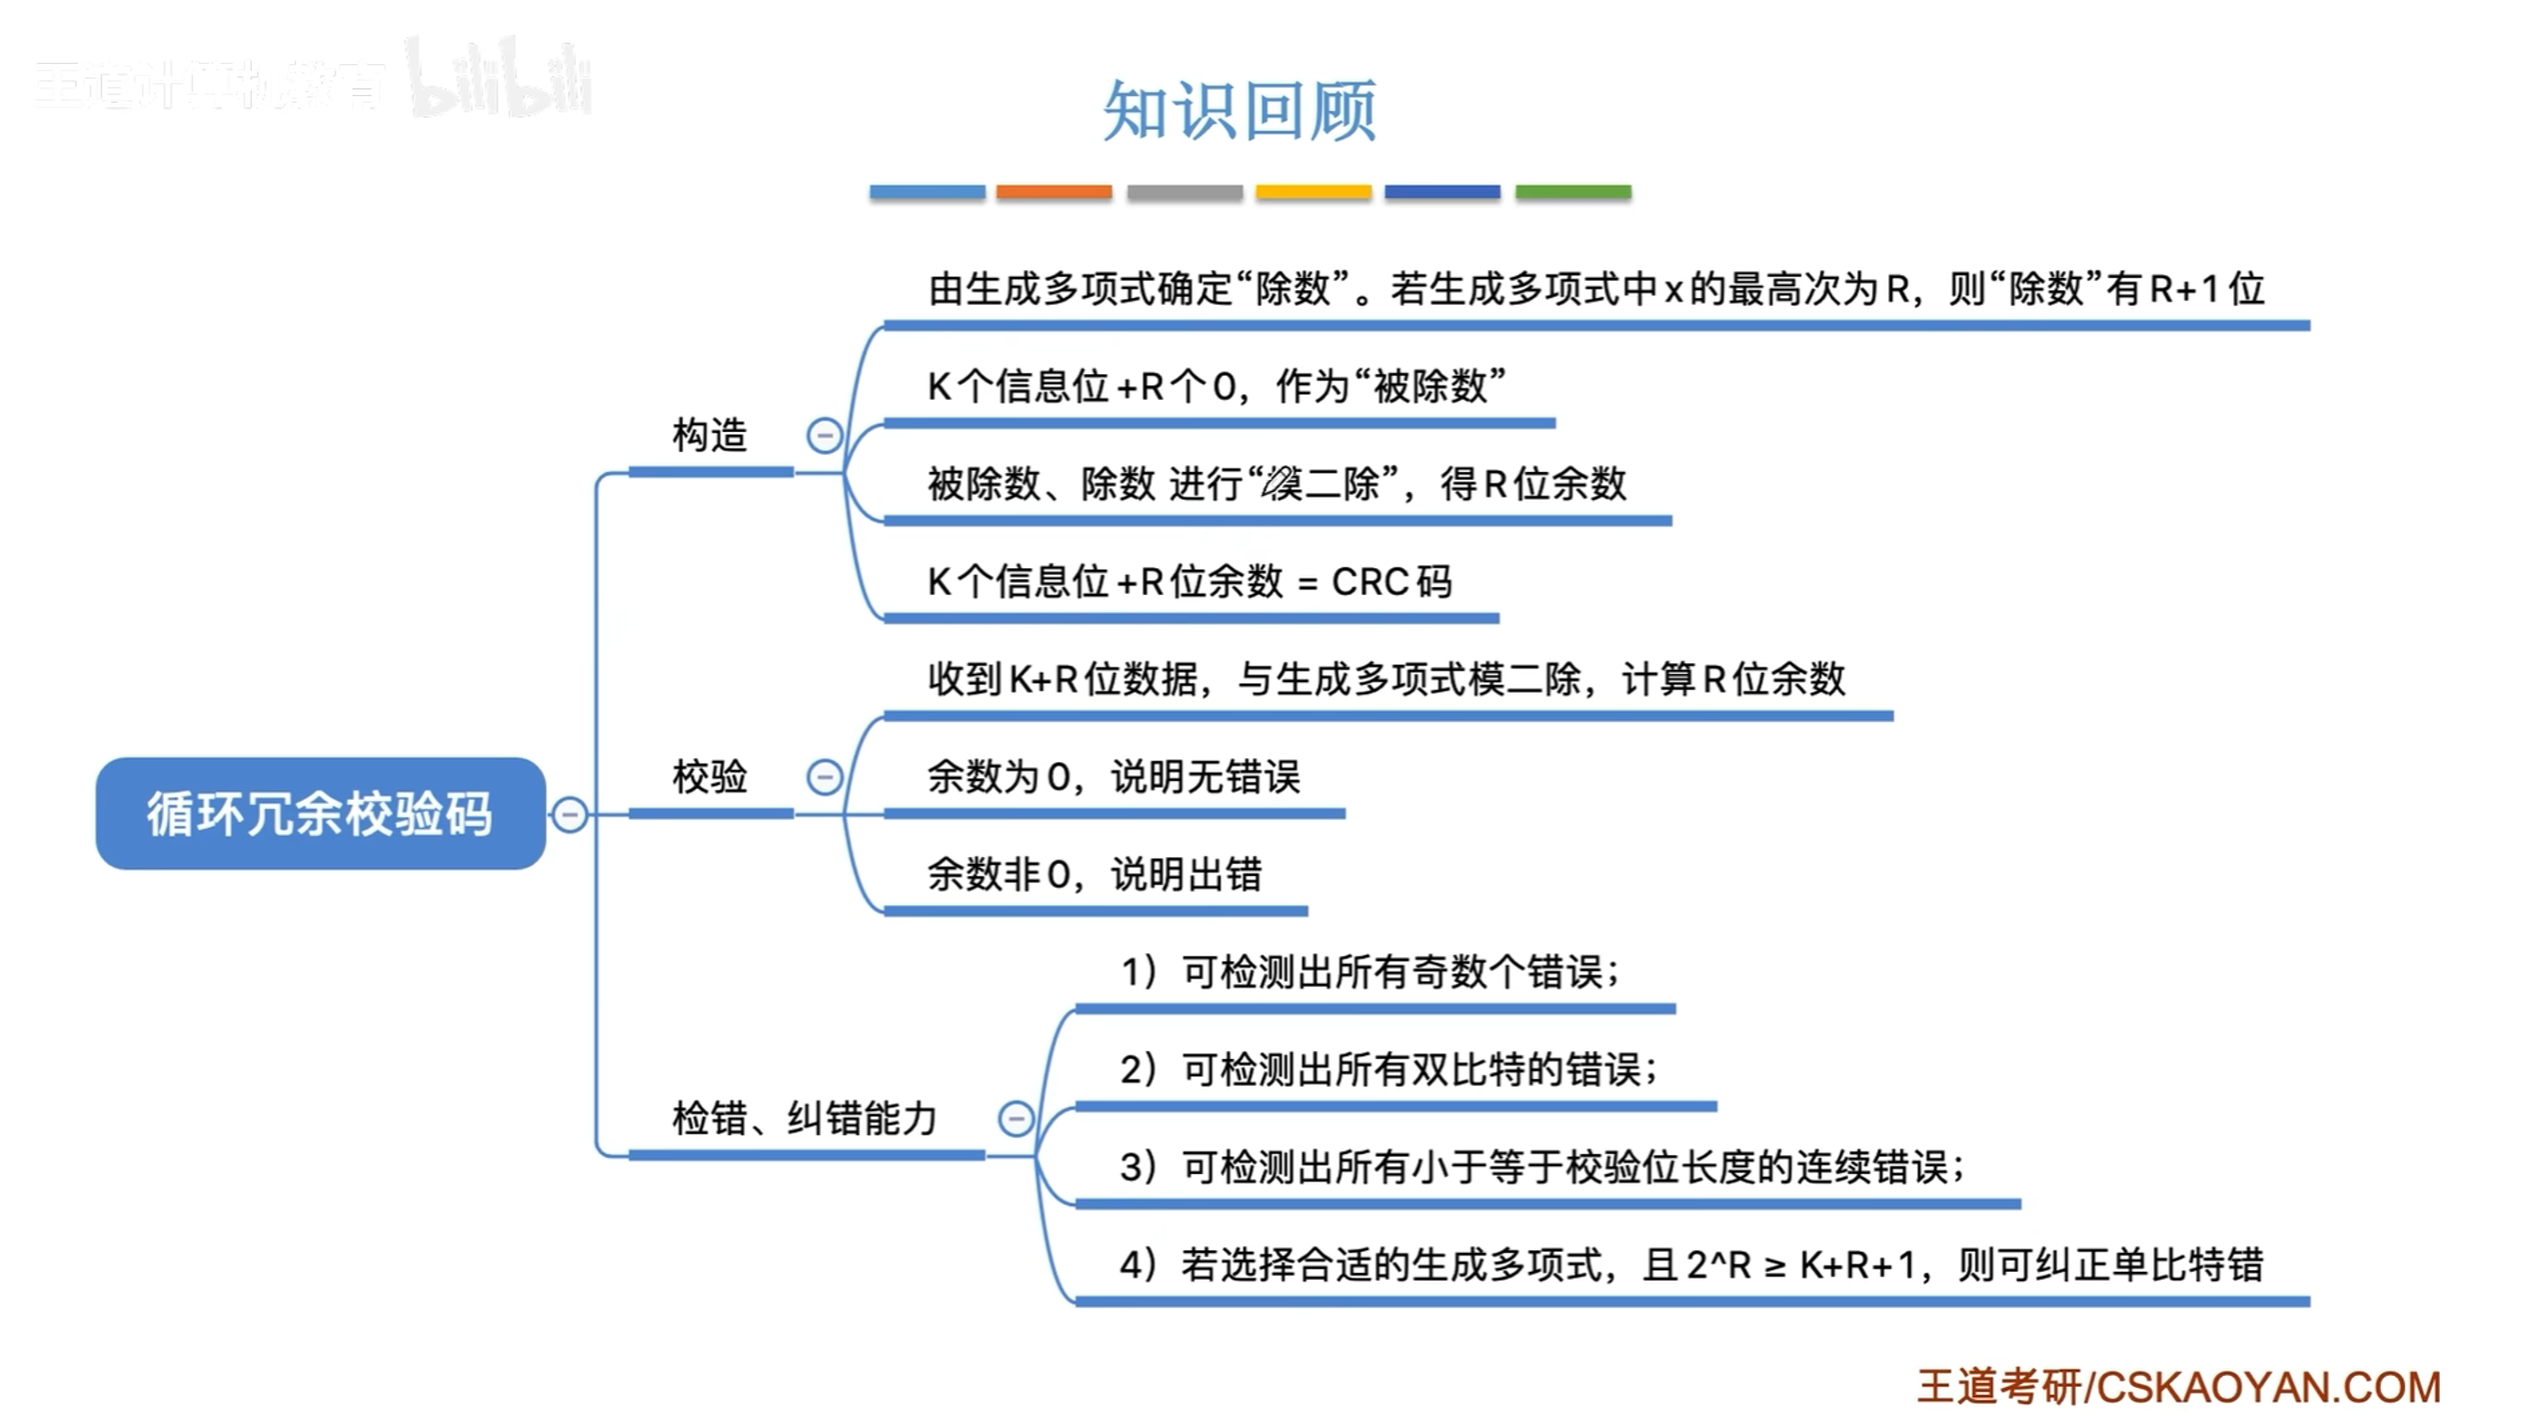 王道计算机教育 bilibili
知识回顾
由生成多项式确定“除数”。若生成多项式中x的最高次为R，则“除数”有R+1位
K个信息位+R个0，作为“被除数”
构造
被除数、除数 进行“模二除”，得R位余数
K个信息位+R位余数 = CRC码
收到K+R位数据，与生成多项式模二除，计算R位余数
校验
余数为0，说明无错误
循环冗余校验码
余数非0，说明出错
1）可检测出所有奇数个错误；
2）可检测出所有双比特的错误；
检错、纠错能力
3）可检测出所有小于等于校验位长度的连续错误；
4）若选择合适的生成多项式，且2^R ≥ K+R+1，则可纠正单比特错
王道考研/CSKAOYAN.COM